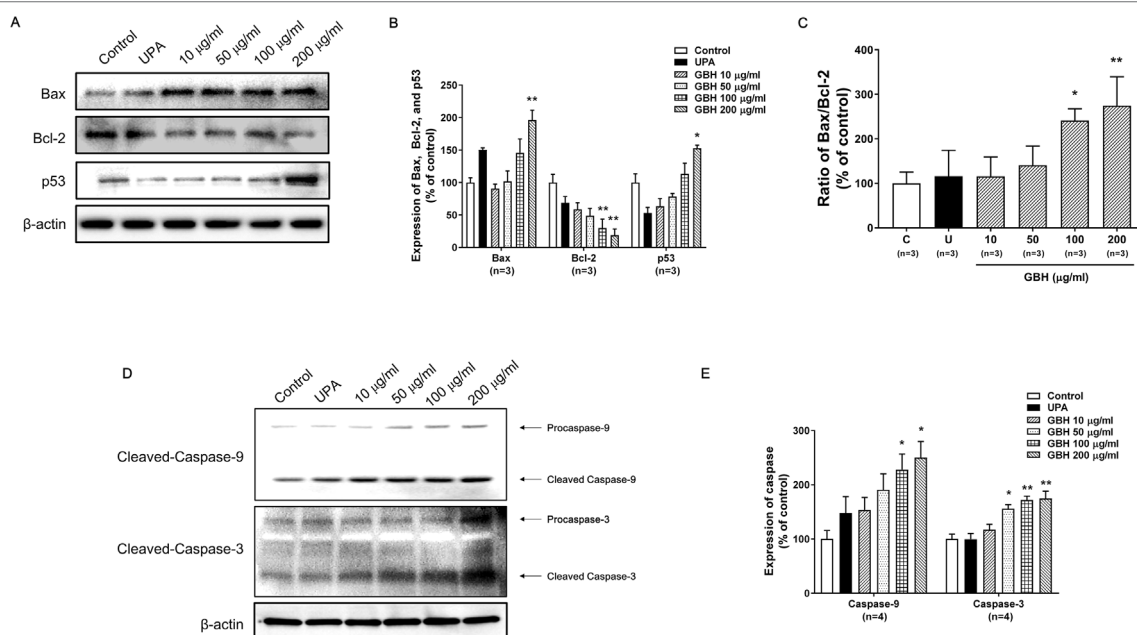 A
Control
UPA
10 μg/ml
50 μg/ml
100 μg/ml
200 μg/ml
Bax
Bcl-2
p53
β-actin
B
Expression of Bax, Bcl-2, and p53
(% of control)
250
200
150
100
50
0
**
**
**
*
Control
UPA
GBH 10 μg/ml
GBH 50 μg/ml
GBH 100 μg/ml
GBH 200 μg/ml
Bax
Bcl-2
p53
(n=3)
(n=3)
(n=3)
C
Ratio of Bax/Bcl-2
(% of control)
400
300
200
100
0
*
**
C
U
10
50
100
200
(n=3)
(n=3)
(n=3)
(n=3)
(n=3)
(n=3)
GBH (μg/ml)
D
Control
UPA
10 μg/ml
50 μg/ml
100 μg/ml
200 μg/ml
Cleaved-Caspase-9
Procaspase-9
Cleaved Caspase-9
Cleaved-Caspase-3
Procaspase-3
Cleaved Caspase-3
β-actin
E
Expression of caspase
(% of control)
300
200
150
100
0
*
*
*
**
**
Control
UPA
GBH 10 μg/ml
GBH 50 μg/ml
GBH 100 μg/ml
GBH 200 μg/ml
Caspase-9
Caspase-3
(n=4)
(n=4)